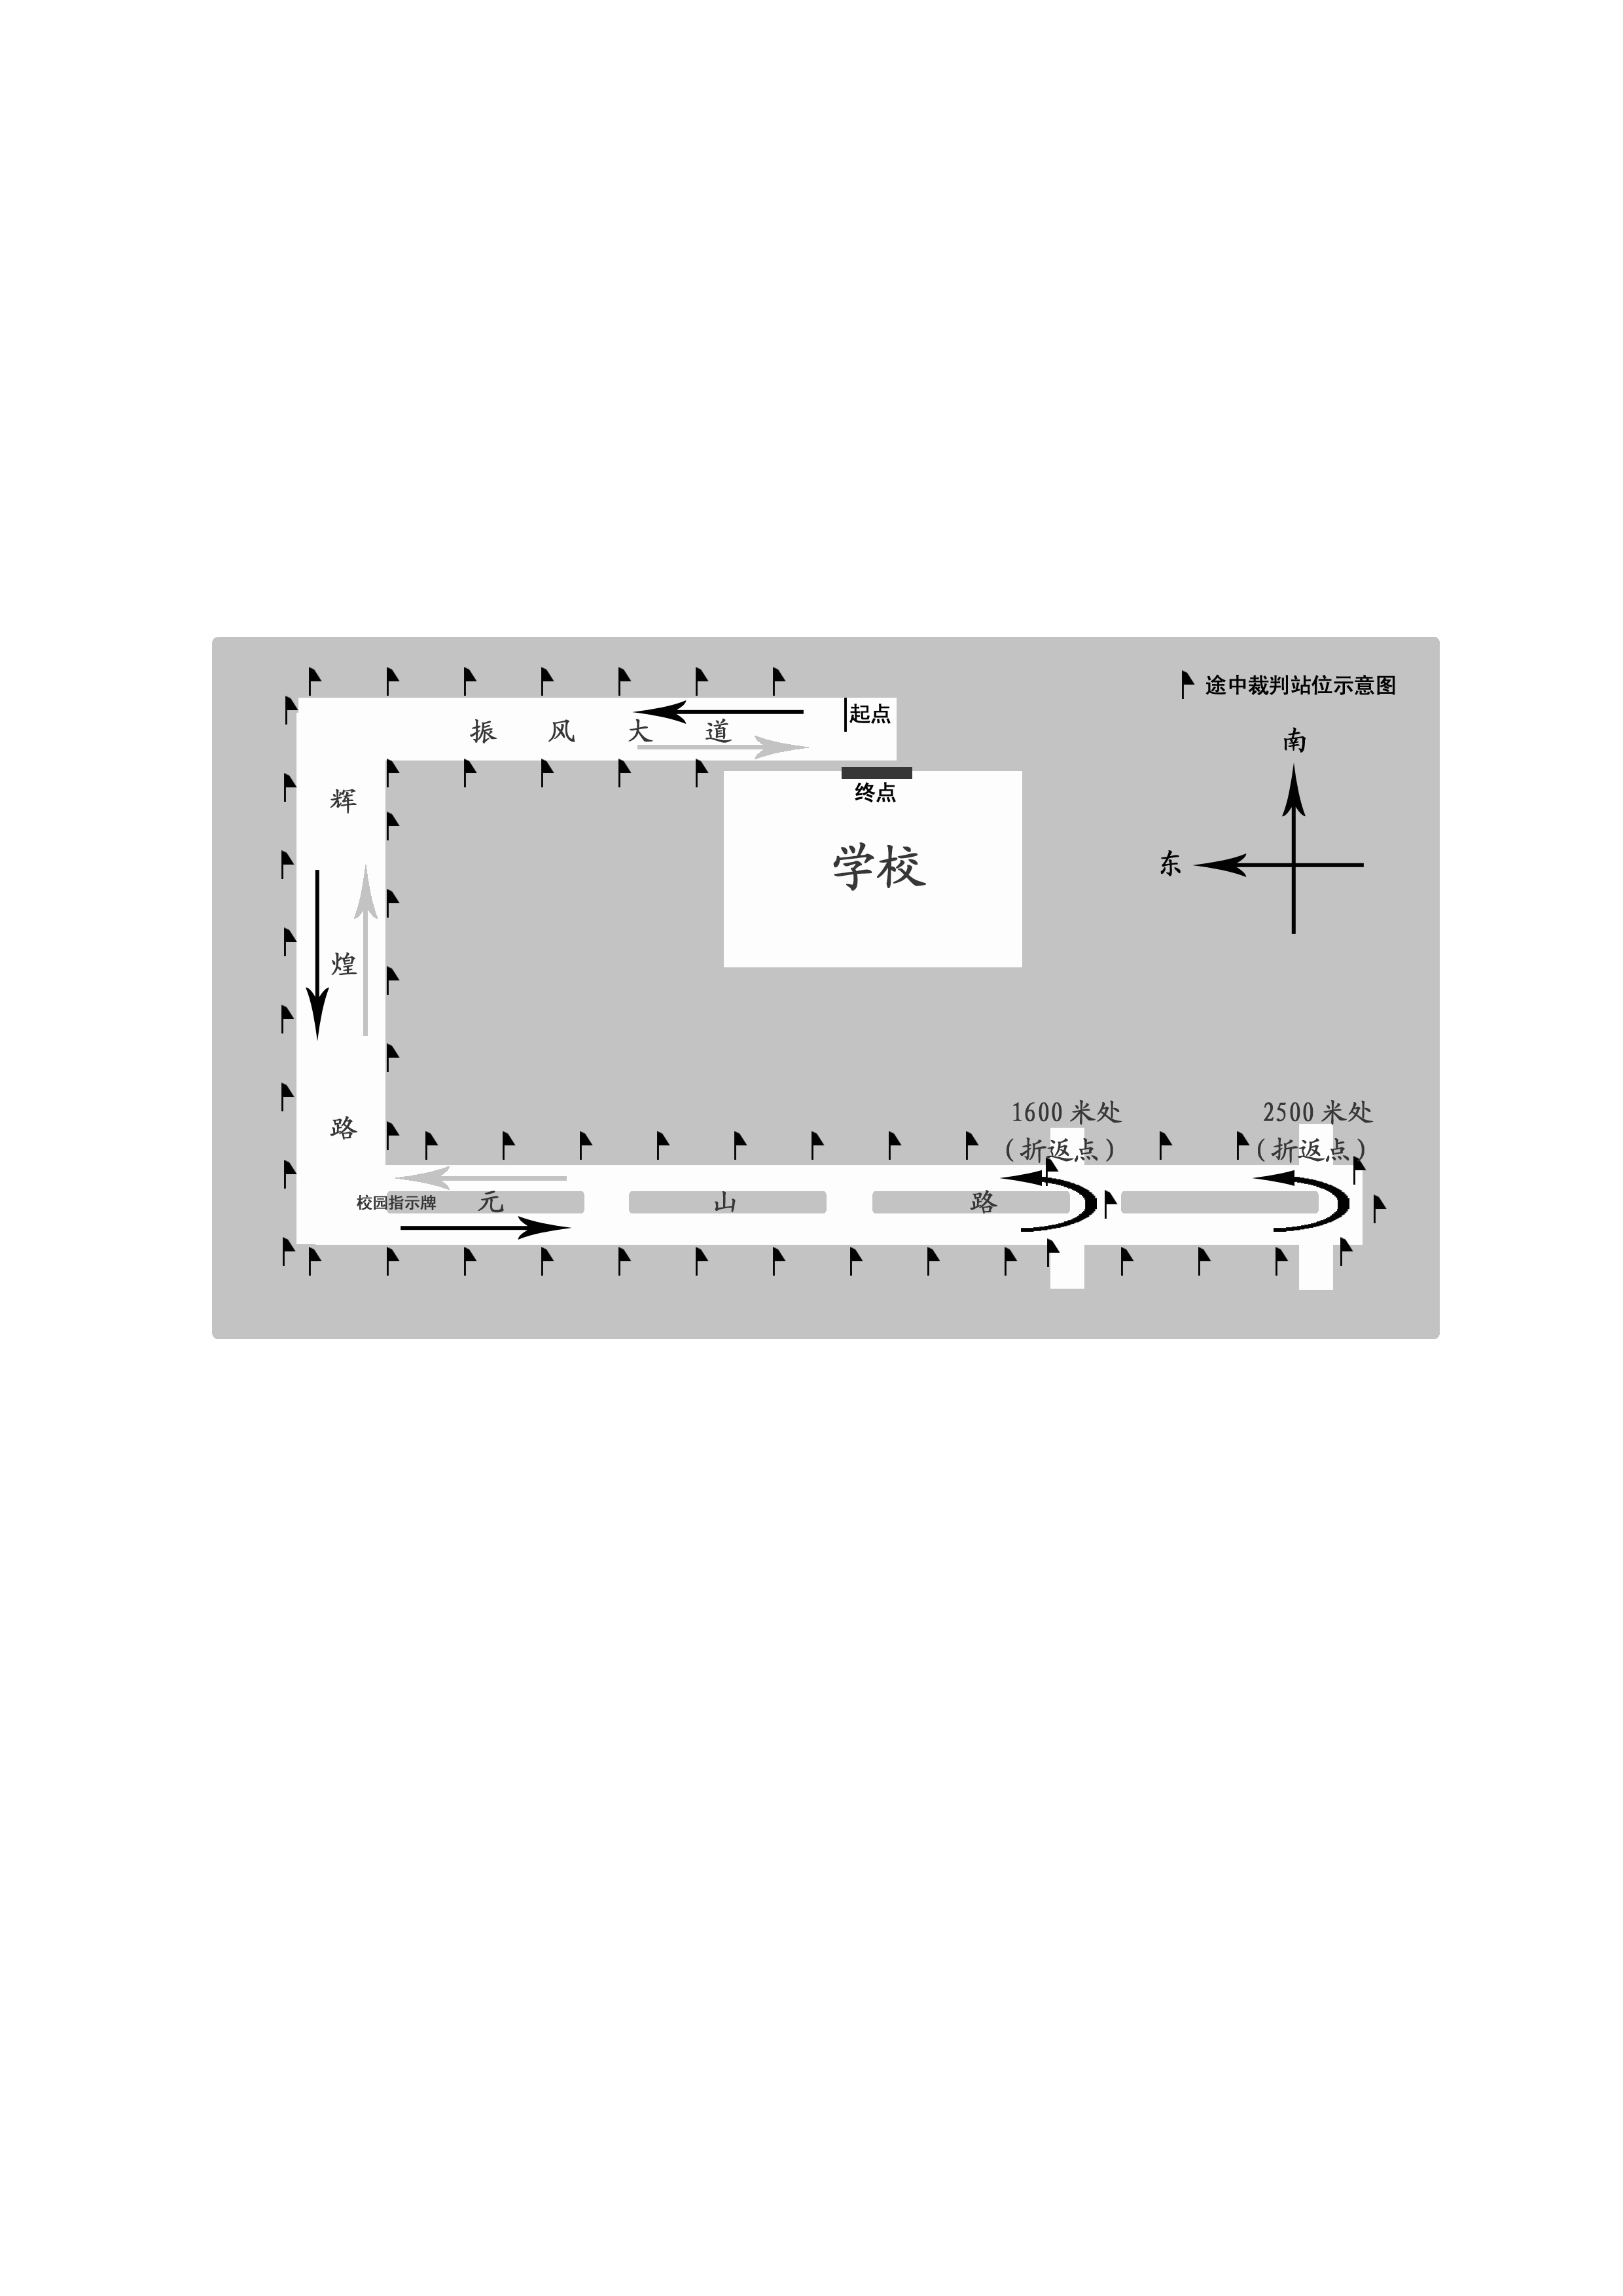 途中裁判站位示意图
起点
振风大道
南
终点
辉煌路
学校
东
1600 米处
（折返点）
2500 米处
（折返点）
校园指示牌
元山路